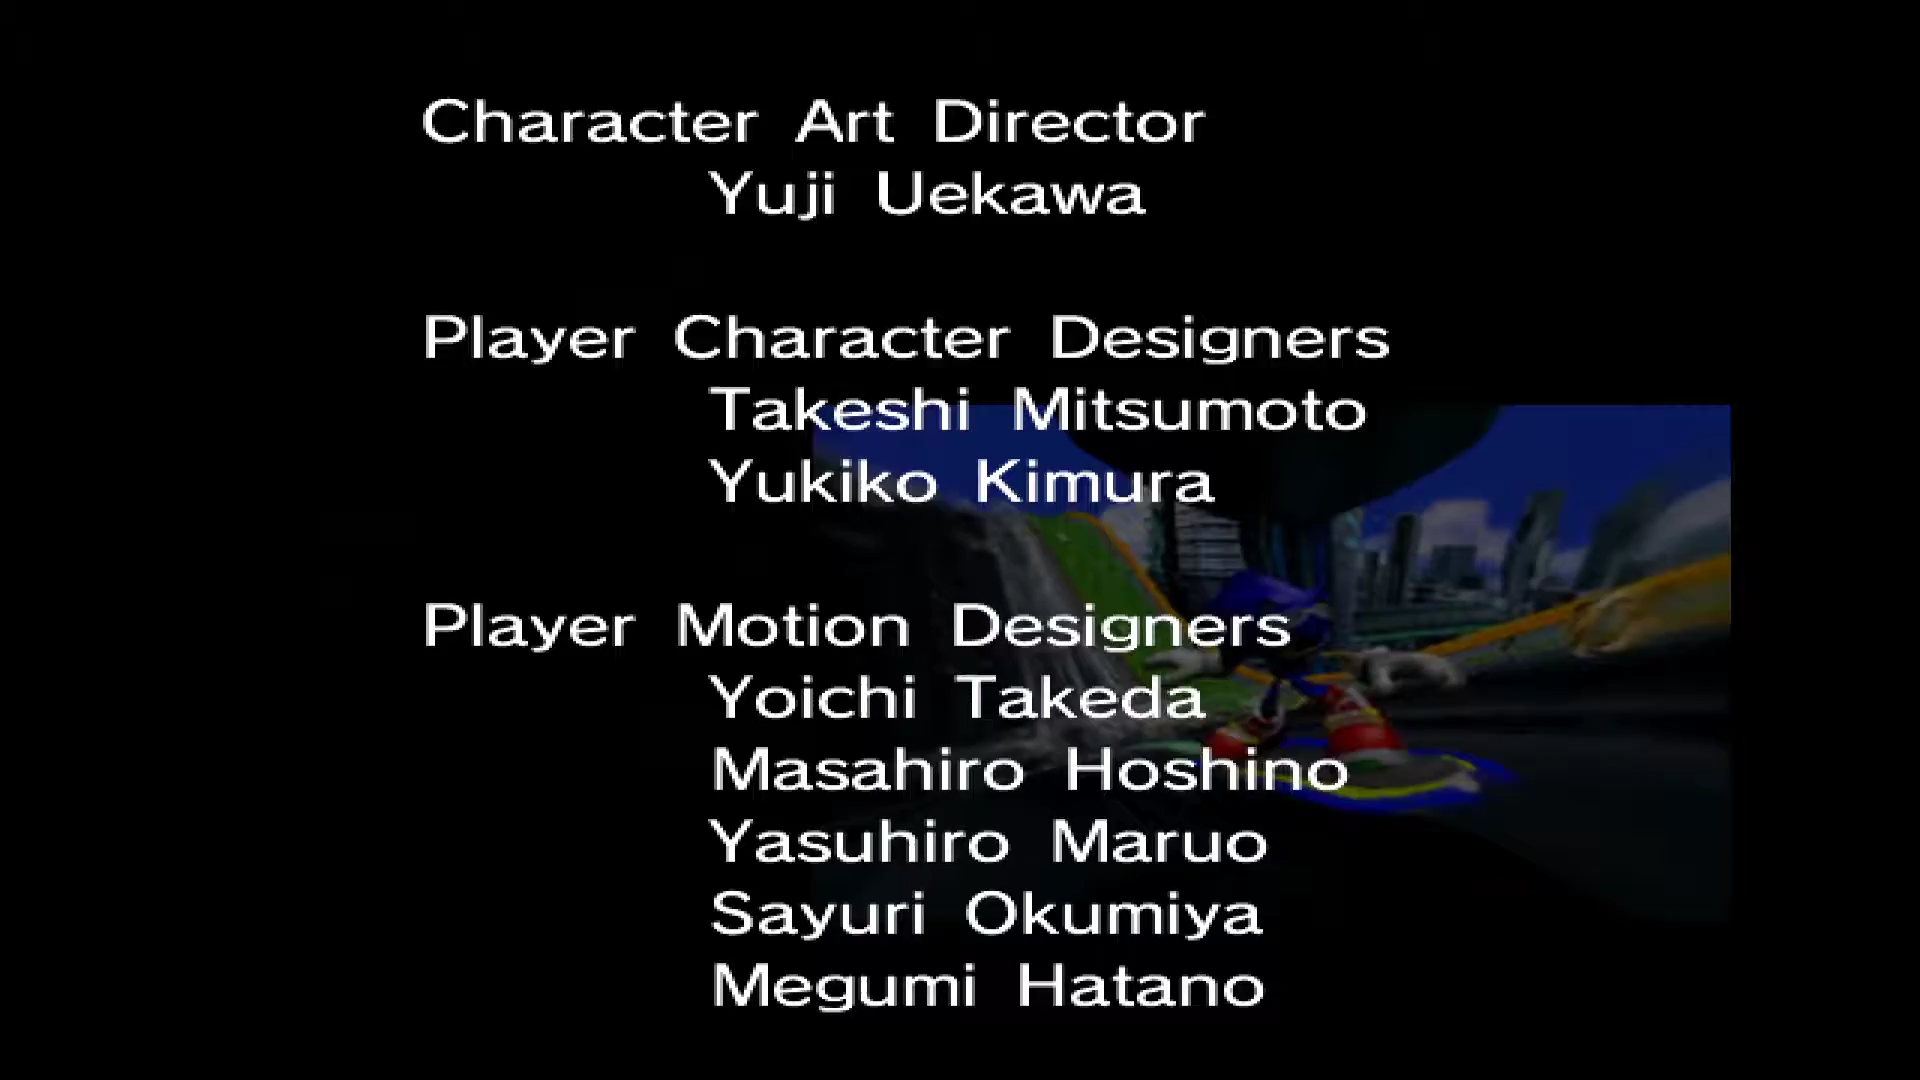 Character Art Director
Yuji Uekawa
Player Character Designers
Takeshi Mitsumoto
Yukiko Kimura
Player Motion Designers
Yoichi Takeda
Masahiro Hoshino
Yasuhiro Maruo
Sayuri Okumiya
Megumi Hatano